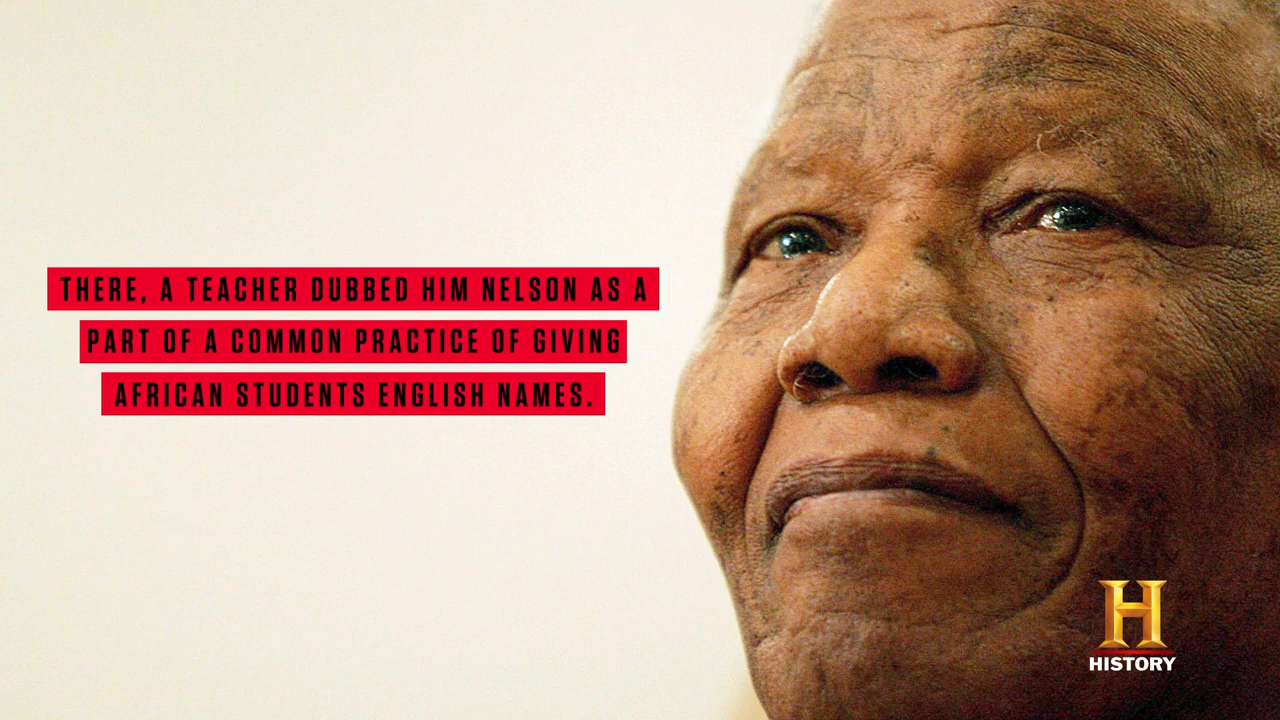 THERE, A TEACHER DUBBED HIM NELSON AS A
PART OF A COMMON PRACTICE OF GIVING
AFRICAN STUDENTS ENGLISH NAMES.
H
HISTORY